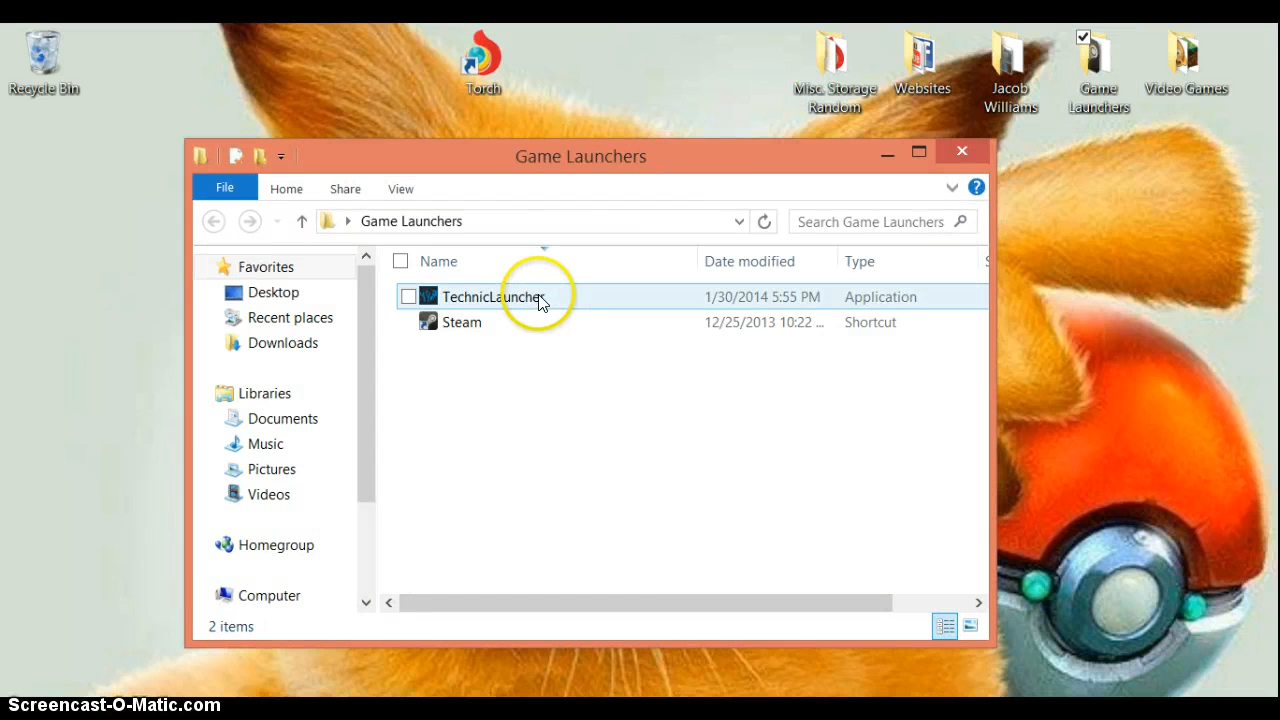 Recycle Bin
Torch
Misc. Storage
Random
Websites
Jacob
Williams
Game
Launchers
Video Games
Game Launchers
File
Home
Share
View
Game Launchers
Search Game Launchers
Name
Date modified
Type
TechnicLauncher
1/30/2014 5:55 PM
Application
Steam
12/25/2013 10:22 ...
Shortcut
Favorites
Desktop
Recent places
Downloads
Libraries
Documents
Music
Pictures
Videos
Homegroup
Computer
2 items
Screencast-O-Matic.com